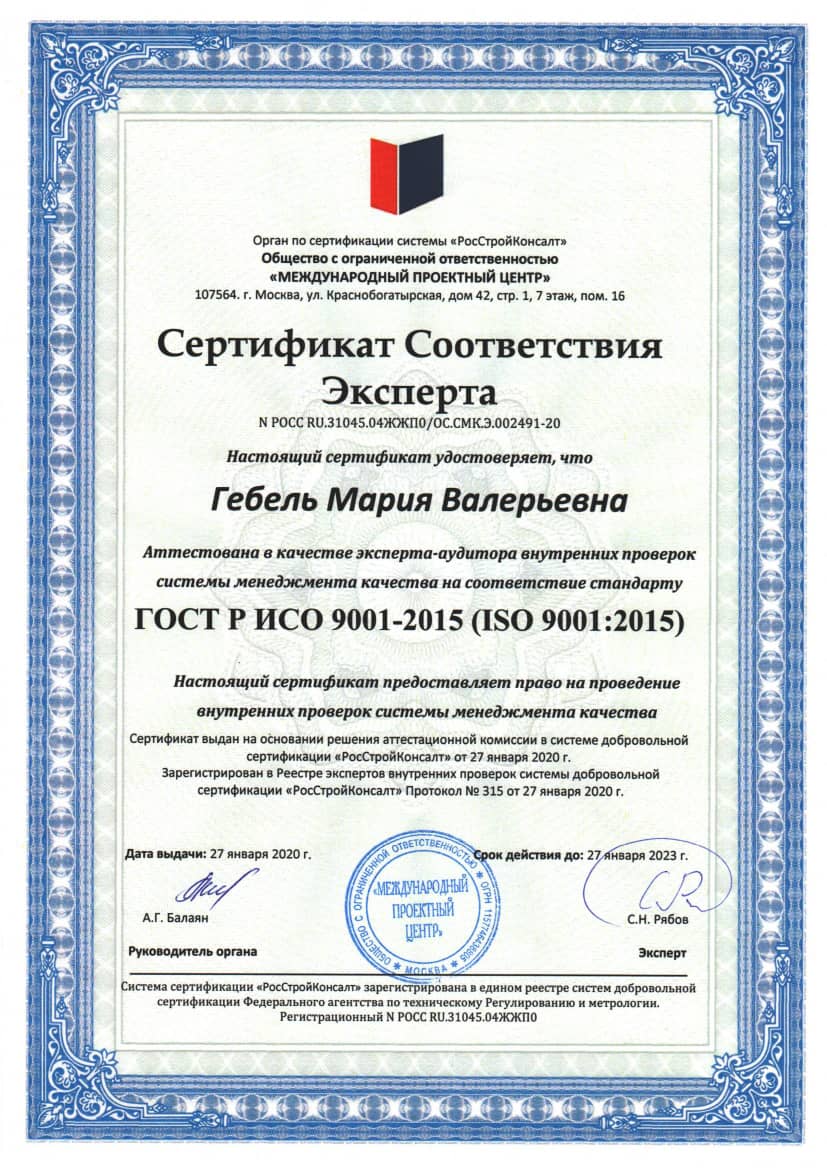 Орган по сертификации системы «РосСтройКонсалт»
Общество с ограниченной ответственностью
«МЕЖДУНАРОДНЫЙ ПРОЕКТНЫЙ ЦЕНТР»
107564. г. Москва, ул. Краснобогатырская, дом 42, стр. 1, 7 этаж, пом. 16
Сертификат Соответствия
Эксперта
N РОСС RU.31045.04ЖЖП0/ОС.СМК.Э.002491-20
Настоящий сертификат удостоверяет, что
Гебель Мария Валерьевна
Аттестована в качестве эксперта-аудитора внутренних проверок
системы менеджмента качества на соответствие стандарту
ГОСТ Р ИСО 9001-2015 (ISO 9001:2015)
Настоящий сертификат предоставляет право на проведение
внутренних проверок системы менеджмента качества
Сертификат выдан на основании решения аттестационной комиссии в системе добровольной
сертификации «РосСтройКонсалт» от 27 января 2020 г.
Зарегистрирован в Реестре экспертов внутренних проверок системы добровольной
сертификации «РосСтройКонсалт» Протокол № 315 от 27 января 2020 г.
Дата выдачи: 27 января 2020 г.
Срок действия до: 27 января 2023 г.
ОБЩЕСТВО С ОГРАНИЧЕННОЙ ОТВЕТСТВЕННОСТЬЮ
ОГРН
МОСКВА
«МЕЖДУНАРОДНЫЙ
ПРОЕКТНЫЙ
ЦЕНТР»
А.Г. Балаян
С.Н. Рябов
Руководитель органа
Эксперт
Система сертификации «РосСтройКонсалт» зарегистрирована в едином реестре систем добровольной
сертификации Федерального агентства по техническому Регулированию и метрологии.
Регистрационный N РОСС RU.31045.04ЖЖП0